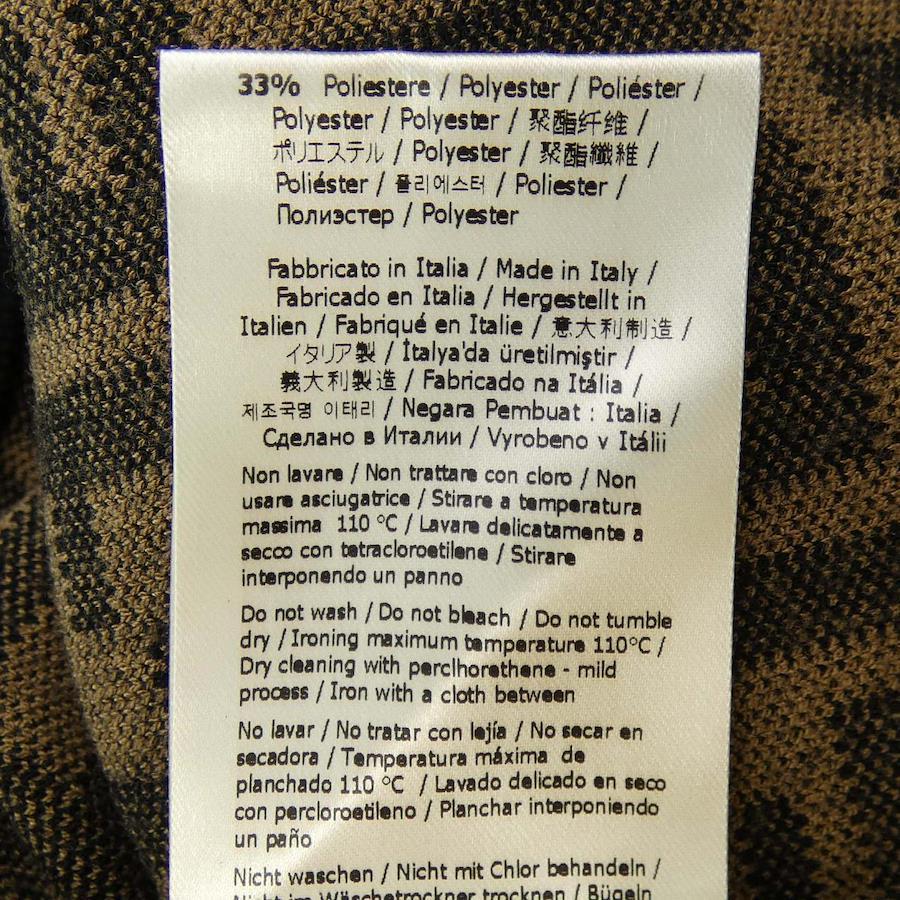 33% Poliestere / Polyester / Poliéster /
Polyester / Polyester / 聚酯纤维 /
ポリエステル / Polyester / 聚酯纖維 /
Poliéster / 폴리에스터 / Poliester /
Полиэстер / Polyester
Fabbricato in Italia / Made in Italy /
Fabricado en Italia / Hergestellt in
Italien / Fabriqué en Italie / 意大利制造 /
イタリア製 / İtalya'da üretilmiştir /
義大利製造 / Fabricado na Itália /
제조국명 이태리 / Negara Pembuat : Italia /
Сделано в Италии / Vyrobeno v Itálii
Non lavare / Non trattare con cloro / Non
usare asciugatrice / Stirare a temperatura
massima 110 °C / Lavare delicatamente a
secco con tetracloroetilene / Stirare
interponendo un panno
Do not wash / Do not bleach / Do not tumble
dry / Ironing maximum temperature 110°C /
Dry cleaning with perclhorethene - mild
process / Iron with a cloth between
No lavar / No tratar con lejía / No secar en
secadora / Temperatura máxima de
planchado 110 °C / Lavado delicado en seco
con percloroetileno / Planchar interponiendo
un paño
Nicht waschen / Nicht mit Chlor behandeln /
Nicht im Wäschetrockner trocknen / Bügeln